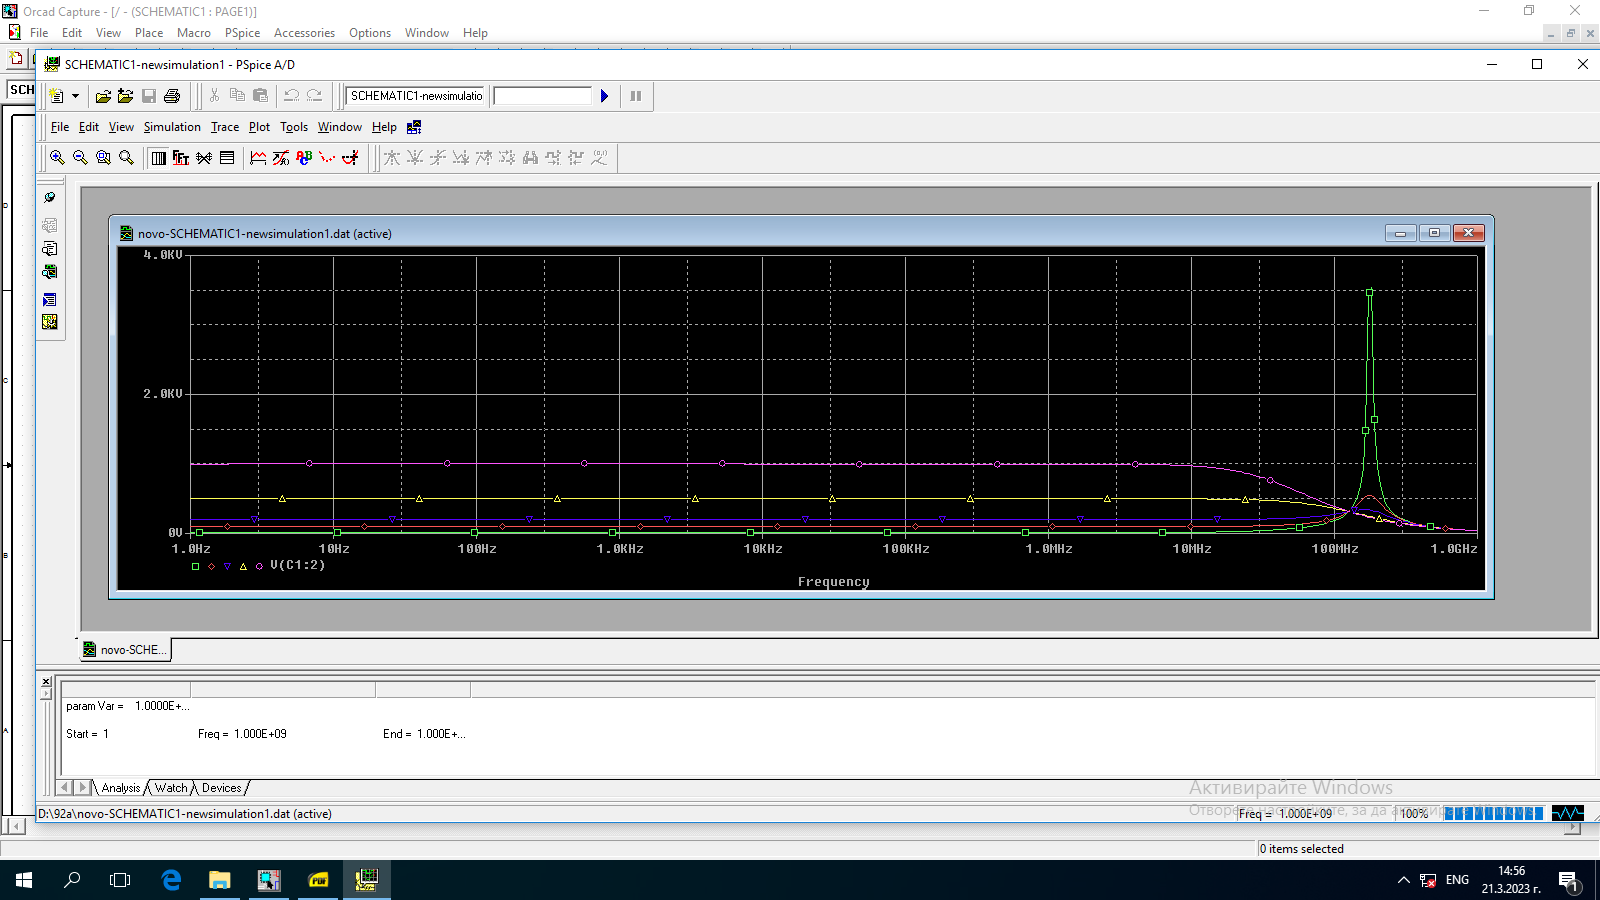 Orcad Capture - [/ - (SCHEMATIC1 : PAGE1)]
File Edit View Place Macro PSpice Accessories Options Window Help
SCH
SCHEMATIC1-newsimulation1 - PSpice A/D
SCHEMATIC1-newsimulatio
File Edit View Simulation Trace Plot Tools Window Help
novo-SCHEMATIC1-newsimulation1.dat (active)
4.0KV
2.0KV
0V
1.0Hz 10Hz 100Hz 1.0KHz 10KHz 100KHz 1.0MHz 10MHz 100MHz 1.0GHz
V(C1:2)
Frequency
D
C
B
A
novo-SCHE...
param Var = 1.0000E+...
Start = 1 Freq = 1.000E+09 End = 1.000E+...
Analysis Watch Devices
Активирайте Windows
Отворете настройките, за да активирате Windows.
D:\92a\novo-SCHEMATIC1-newsimulation1.dat (active) Freq = 1.000E+09 100%
0 items selected
PDF
ENG
14:56
21.3.2023 г.
1